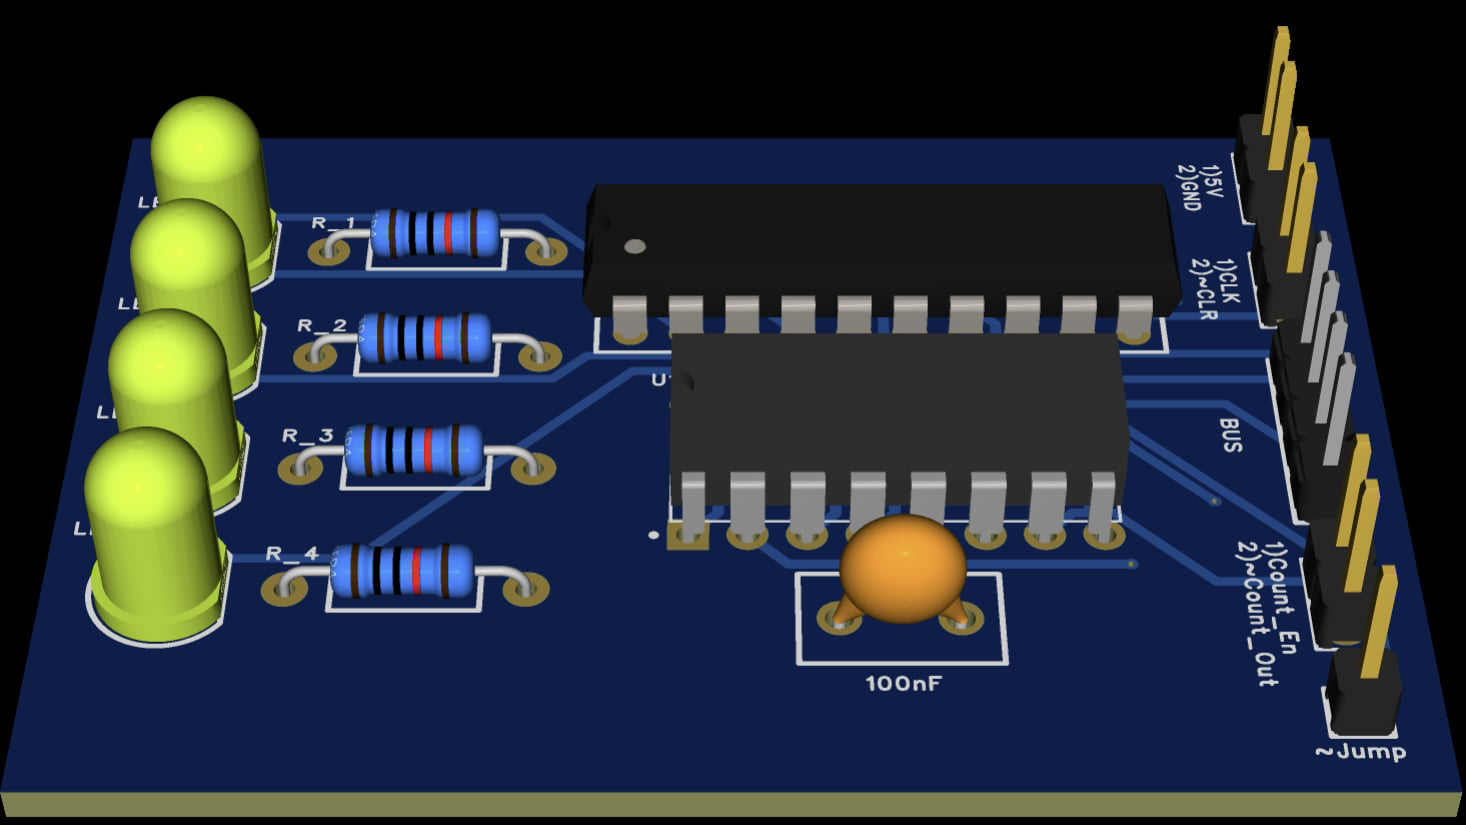 R_1
R_2
R_3
R_4
100nF
1)5V
2)GND
1)CLK
2)~CLR
BUS
1)Count_En
2)~Count_Out
~Jump